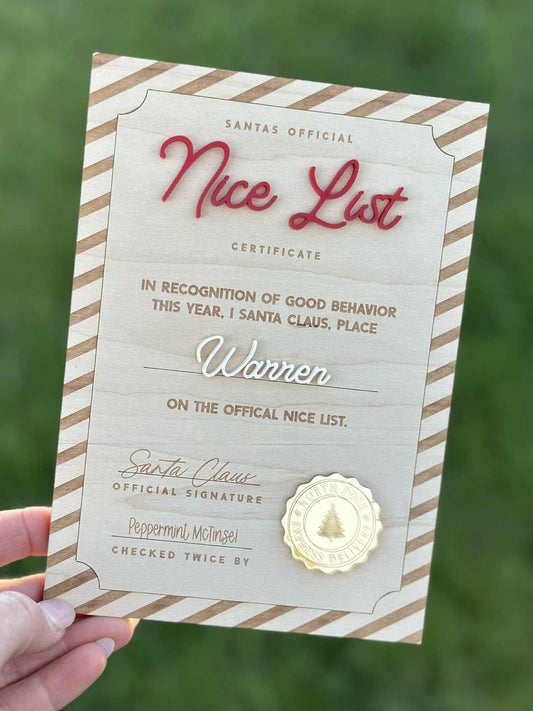 SANTAS OFFICIAL
Nice List
CERTIFICATE
IN RECOGNITION OF GOOD BEHAVIOR
THIS YEAR, I SANTA CLAUS, PLACE
Warren
ON THE OFFICAL NICE LIST.
Santa Claus
OFFICIAL SIGNATURE
Peppermint McTinsel
CHECKED TWICE BY
NORTH POLE
EXPRESS DELIVERY